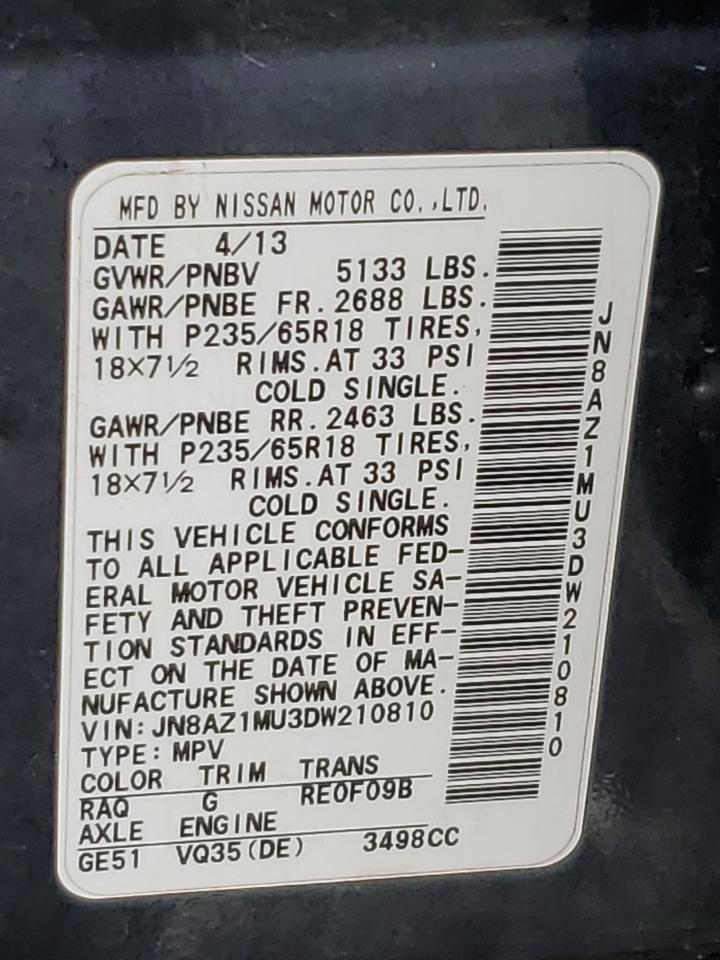 MFD BY NISSAN MOTOR CO.,LTD.
DATE 4/13
GVWR/PNBV 5133 LBS.
GAWR/PNBE FR.2688 LBS.
WITH P235/65R18 TIRES,
18×7 1/2 RIMS.AT 33 PSI
COLD SINGLE.
GAWR/PNBE RR.2463 LBS.
WITH P235/65R18 TIRES,
18×7 1/2 RIMS.AT 33 PSI
COLD SINGLE.
THIS VEHICLE CONFORMS
TO ALL APPLICABLE FED-
ERAL MOTOR VEHICLE SA-
FETY AND THEFT PREVEN-
TION STANDARDS IN EFF-
ECT ON THE DATE OF MA-
NUFACTURE SHOWN ABOVE.
VIN:JN8AZ1MU3DW210810
TYPE:MPV
COLOR TRIM TRANS
RAQ G RE0F09B
AXLE ENGINE
GE51 VQ35(DE) 3498CC
JN8AZ1MU3DW210810